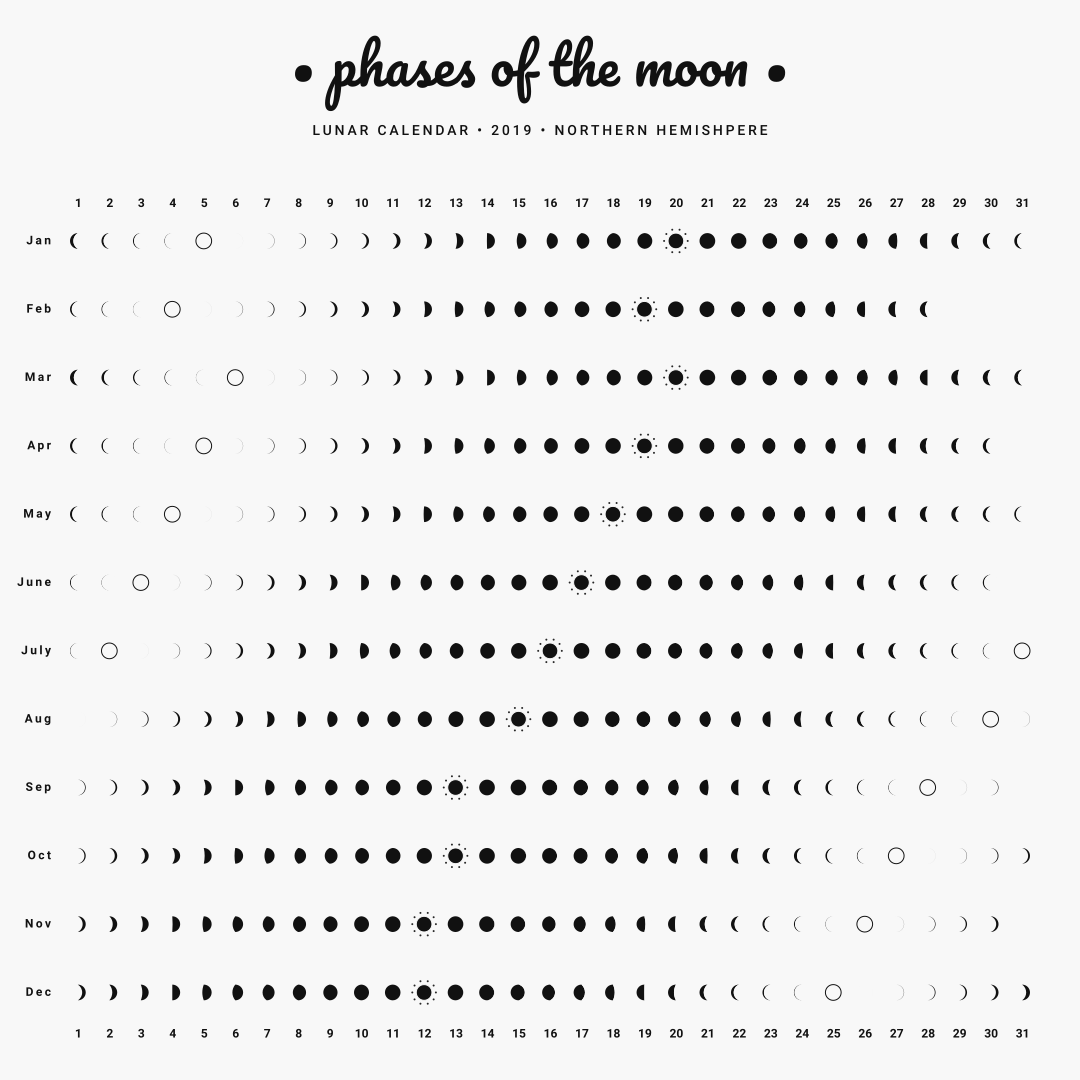 • phases of the moon •
LUNAR CALENDAR • 2019 • NORTHERN HEMISHPERE
1 2 3 4 5 6 7 8 9 10 11 12 13 14 15 16 17 18 19 20 21 22 23 24 25 26 27 28 29 30 31
Jan
Feb
Mar
Apr
May
June
July
Aug
Sep
Oct
Nov
Dec
1 2 3 4 5 6 7 8 9 10 11 12 13 14 15 16 17 18 19 20 21 22 23 24 25 26 27 28 29 30 31